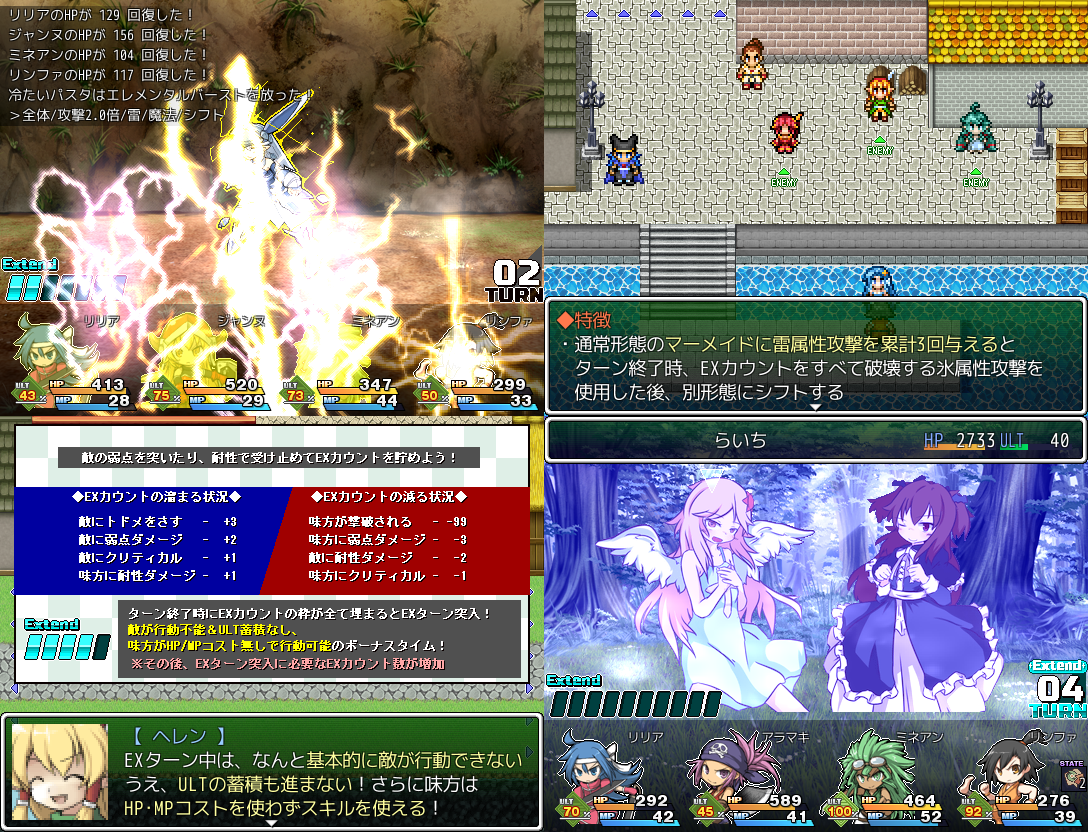 リリアのHPが 129 回復した！
ジャンヌのHPが 156 回復した！
ミネアンのHPが 104 回復した！
リンファのHPが 117 回復した！
冷たいパスタはエレメンタルバーストを放った！
＞全体/攻撃2.0倍/雷/魔法/シフト
Extend
02
TURN
リリア
ジャンヌ
ミネアン
リンファ
ULT 43 % HP 413 MP 28
ULT 75 % HP 520 MP 29
ULT 73 % HP 347 MP 44
ULT 50 % HP 299 MP 33
ENEMY
ENEMY
ENEMY
◆特徴
・通常形態のマーメイドに雷属性攻撃を累計3回与えると
ターン終了時、EXカウントをすべて破壊する氷属性攻撃を
使用した後、別形態にシフトする
敵の弱点を突いたり、耐性で受け止めてEXカウントを貯めよう！
◆EXカウントの溜まる状況◆
敵にトドメをさす － +3
敵に弱点ダメージ － +2
敵にクリティカル － +1
味方に耐性ダメージ － +1
◆EXカウントの減る状況◆
味方が撃破される － -99
味方に弱点ダメージ － -3
敵に耐性ダメージ － -2
味方にクリティカル － -1
Extend
ターン終了時にEXカウントの枠が全て埋まるとEXターン突入！
敵が行動不能＆ULT蓄積なし、
味方がHP/MPコスト無しで行動可能のボーナスタイム！
※その後、EXターン突入に必要なEXカウント数が増加
【 ヘレン 】
EXターン中は、なんと基本的に敵が行動できない
うえ、ULTの蓄積も進まない！さらに味方は
HP･MPコストを使わずスキルを使える！
らいち
HP 2733 ULT 40
Extend
Extend
04
TURN
リリア
アラマキ
ミネアン
リンファ
ULT 70 % HP 292 MP 42
ULT 45 % HP 589 MP 41
ULT 100 % HP 464 MP 52
ULT 92 % HP 276 MP 39
STATE
2